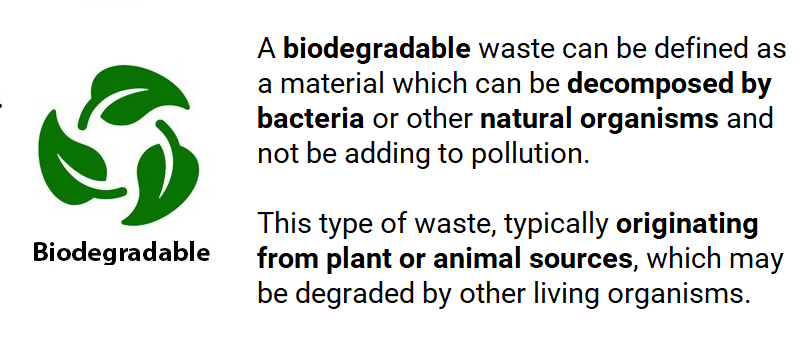 A biodegradable waste can be defined as
a material which can be decomposed by
bacteria or other natural organisms and
not be adding to pollution.
This type of waste, typically originating
from plant or animal sources, which may
be degraded by other living organisms.
Biodegradable